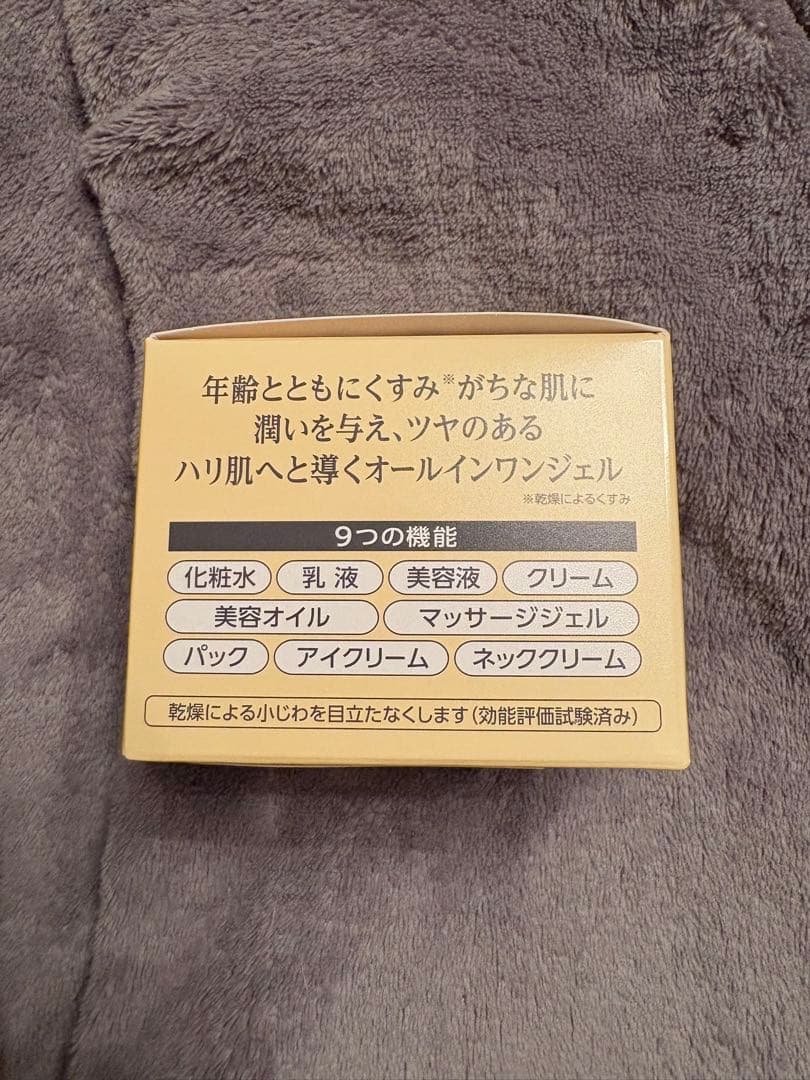 年齢とともにくすみ※がちな肌に
潤いを与え、ツヤのある
ハリ肌へと導くオールインワンジェル
※乾燥によるくすみ
9つの機能
化粧水 乳液 美容液 クリーム
美容オイル マッサージジェル
パック アイクリーム ネッククリーム
乾燥による小じわを目立たなくします(効能評価試験済み)